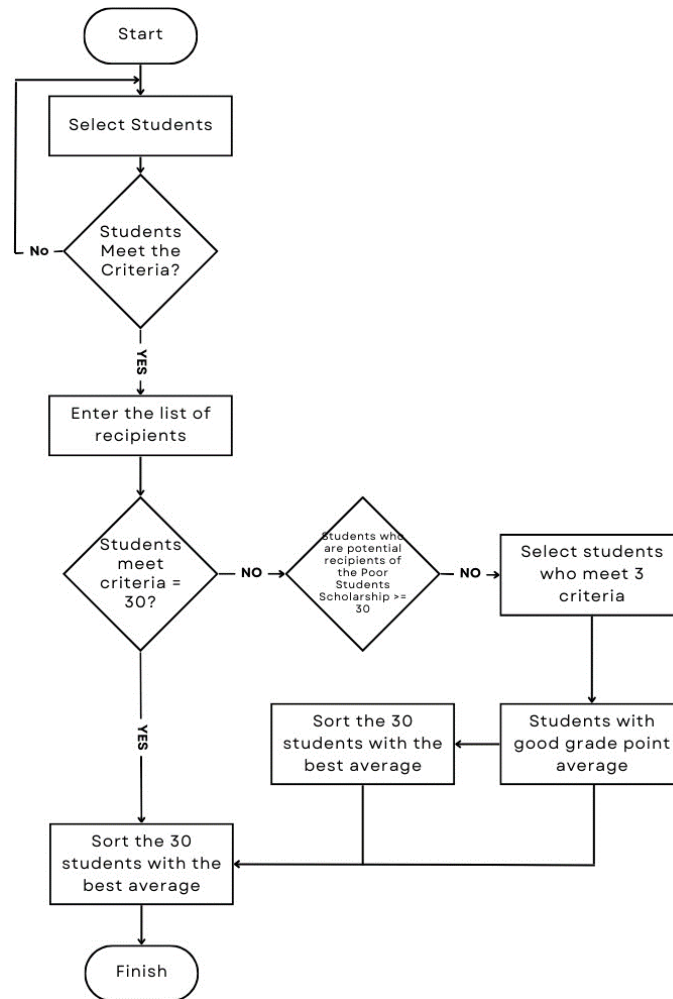 Start
Select Students
Students
Meet the
Criteria?
No
YES
Enter the list of
recipients
Students
meet
criteria =
30?
NO
Students who
are potential
recipients of
the Poor
Students
Scholarship >=
30
NO
Select students
who meet 3
criteria
YES
Sort the 30
students with the
best average
Students with
good grade point
average
Sort the 30
students with the
best average
Finish